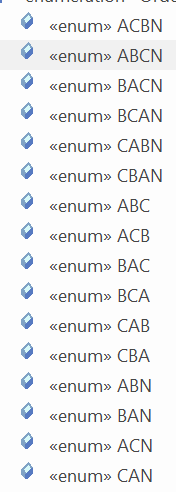 «enum» ACBN
«enum» ABCN
«enum» BACN
«enum» BCAN
«enum» CABN
«enum» CBAN
«enum» ABC
«enum» ACB
«enum» BAC
«enum» BCA
«enum» CAB
«enum» CBA
«enum» ABN
«enum» BAN
«enum» ACN
«enum» CAN